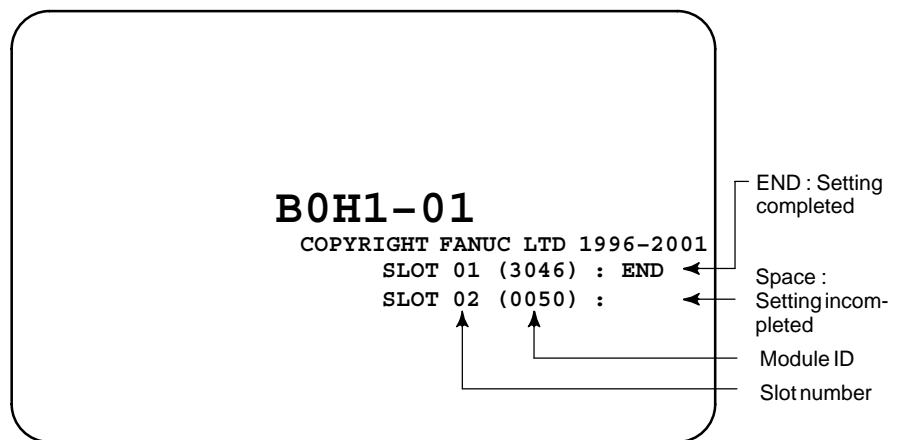 B0H1-01
COPYRIGHT FANUC LTD 1996-2001
SLOT 01 (3046) : END
SLOT 02 (0050) :
END : Setting
completed
Space :
Setting incom-
pleted
Module ID
Slot number